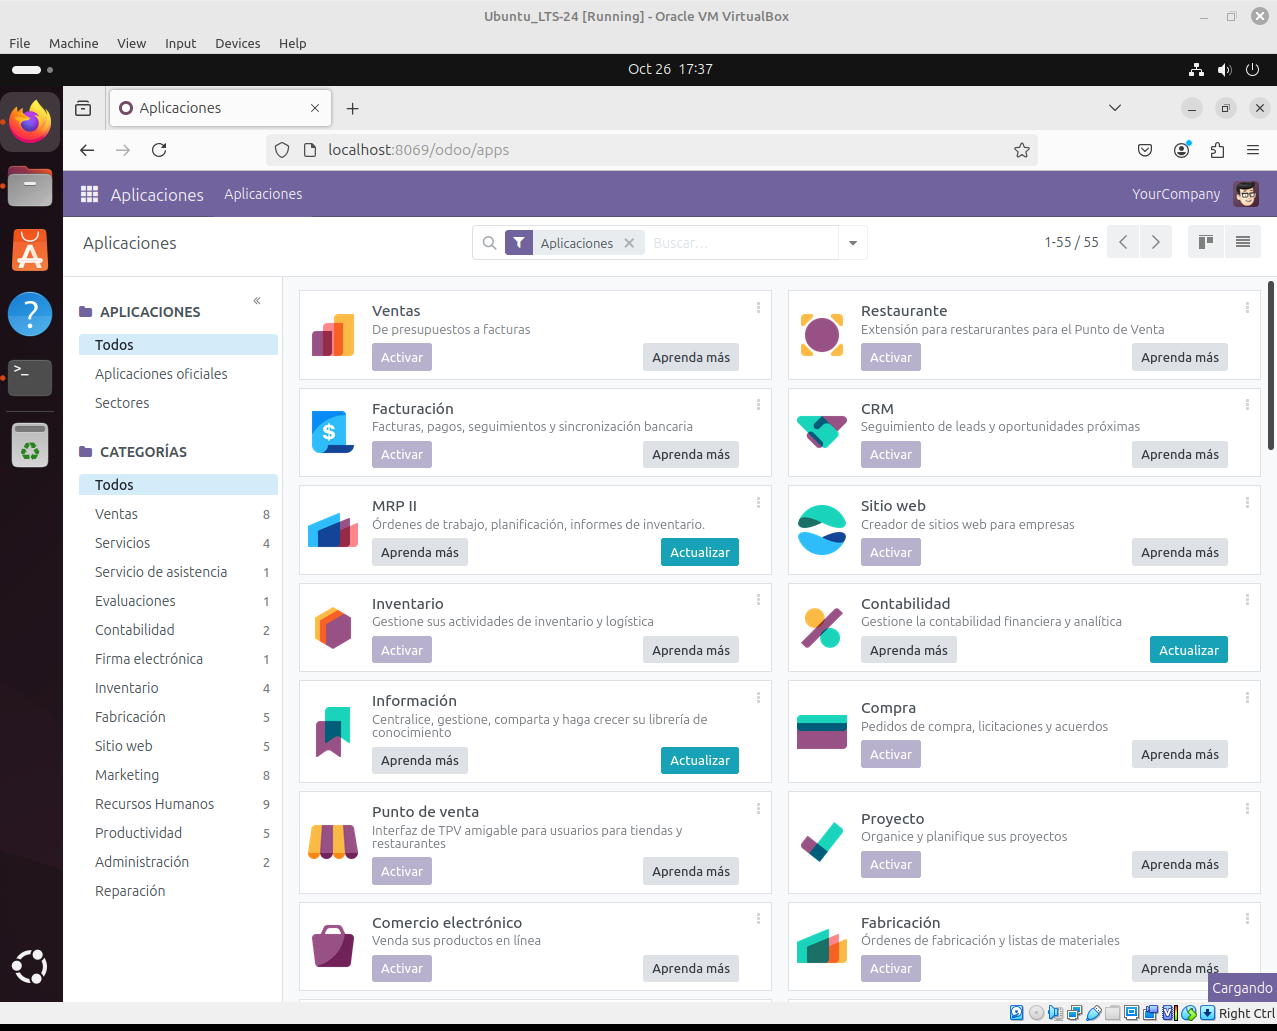 Ubuntu_LTS-24 [Running] - Oracle VM VirtualBox
File Machine View Input Devices Help
Oct 26 17:37
Aplicaciones
localhost:8069/odoo/apps
Aplicaciones Aplicaciones YourCompany
Aplicaciones Aplicaciones Buscar... 1-55 / 55
APLICACIONES
Todos
Aplicaciones oficiales
Sectores
CATEGORÍAS
Todos
Ventas 8
Servicios 4
Servicio de asistencia 1
Evaluaciones 1
Contabilidad 2
Firma electrónica 1
Inventario 4
Fabricación 5
Sitio web 5
Marketing 8
Recursos Humanos 9
Productividad 5
Administración 2
Reparación
Ventas
De presupuestos a facturas
Activar Aprenda más
Restaurante
Extensión para restarurantes para el Punto de Venta
Activar Aprenda más
Facturación
Facturas, pagos, seguimientos y sincronización bancaria
Activar Aprenda más
CRM
Seguimiento de leads y oportunidades próximas
Activar Aprenda más
MRP II
Órdenes de trabajo, planificación, informes de inventario.
Aprenda más Actualizar
Sitio web
Creador de sitios web para empresas
Activar Aprenda más
Inventario
Gestione sus actividades de inventario y logística
Activar Aprenda más
Contabilidad
Gestione la contabilidad financiera y analítica
Aprenda más Actualizar
Información
Centralice, gestione, comparta y haga crecer su librería de
conocimiento
Aprenda más Actualizar
Compra
Pedidos de compra, licitaciones y acuerdos
Activar Aprenda más
Punto de venta
Interfaz de TPV amigable para usuarios para tiendas y
restaurantes
Activar Aprenda más
Proyecto
Organice y planifique sus proyectos
Activar Aprenda más
Comercio electrónico
Venda sus productos en línea
Activar Aprenda más
Fabricación
Órdenes de fabricación y listas de materiales
Activar Aprenda más
Cargando
Right Ctrl